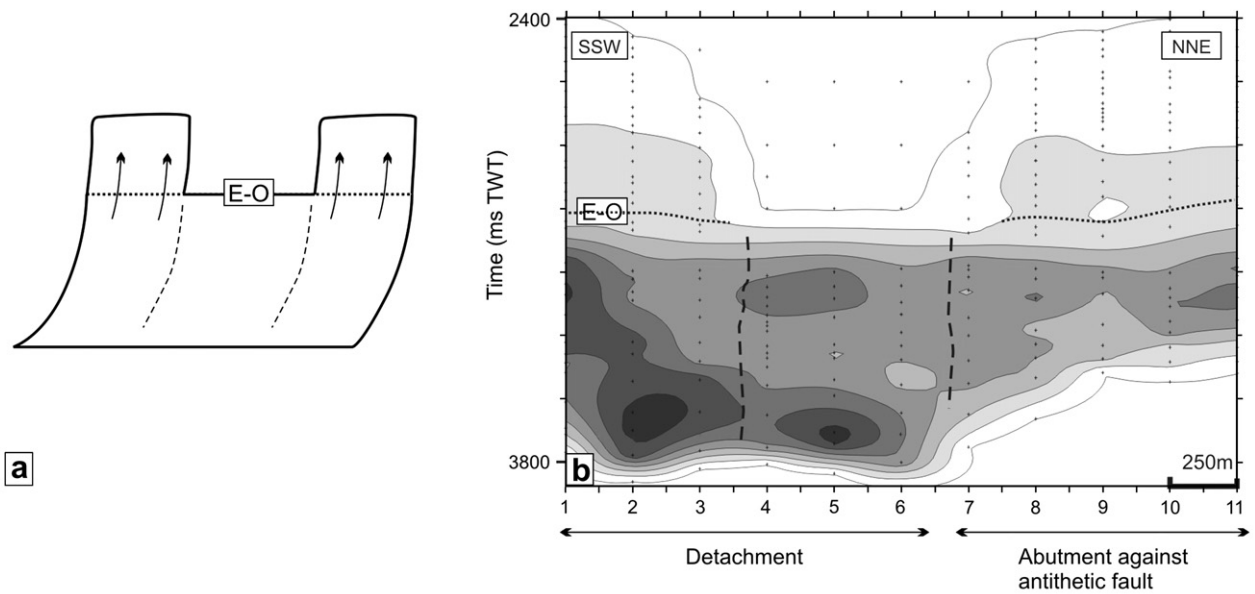 E-O
a
2400
SSW
NNE
Time (ms TWT)
E-O
3800
b
250m
1 2 3 4 5 6 7 8 9 10 11
Detachment
Abutment against
antithetic fault